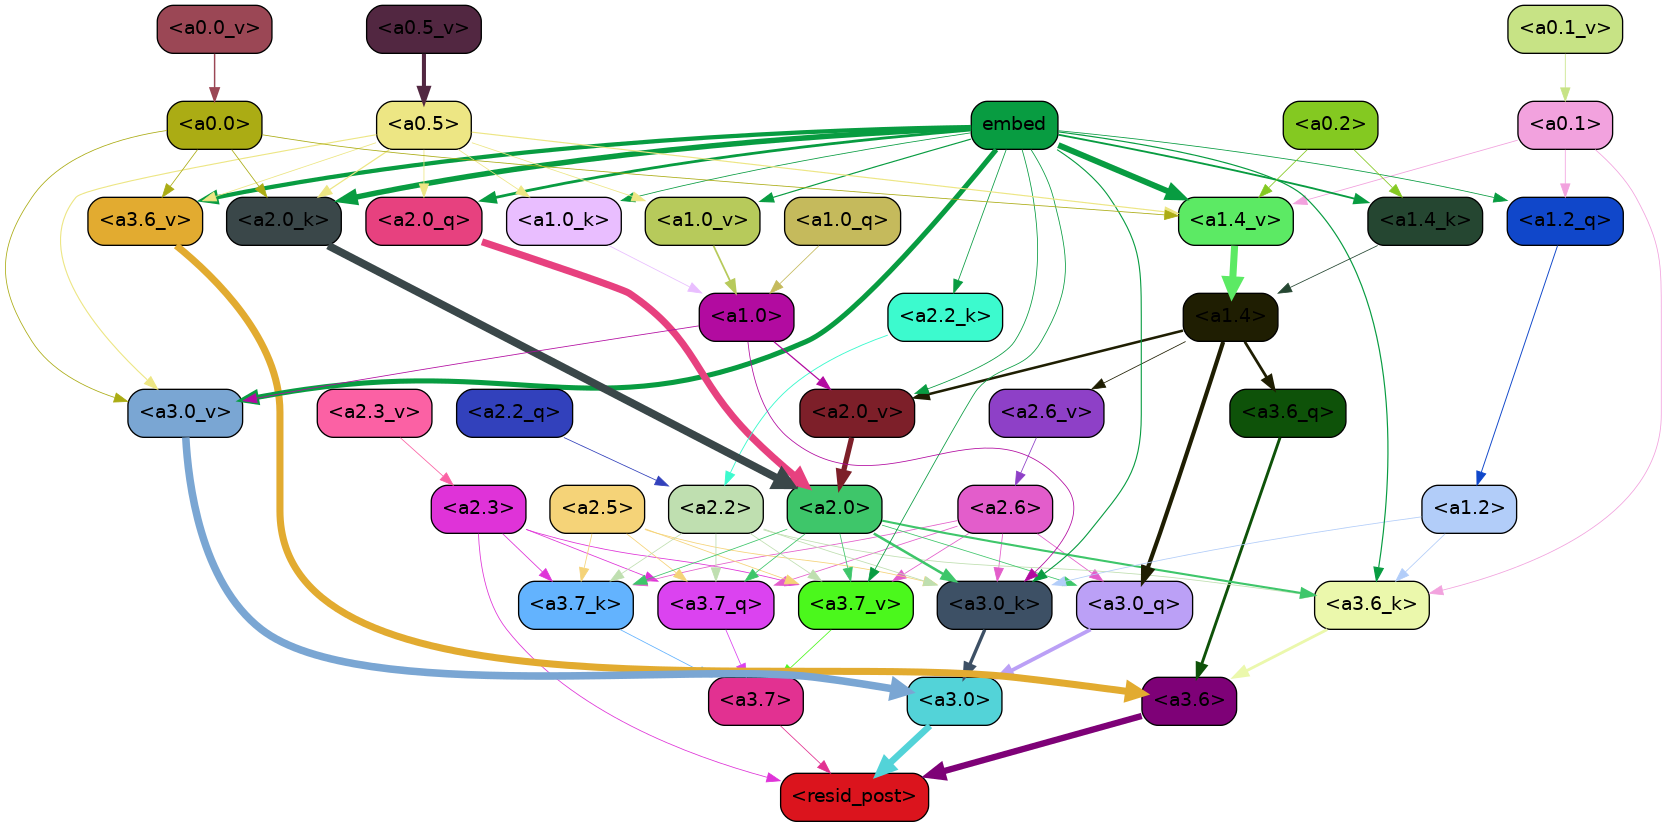 <a0.0_v> <a0.5_v> <a0.1_v>
<a0.0> <a0.5> embed <a0.2> <a0.1>
<a3.6_v> <a2.0_k> <a2.0_q> <a1.0_k> <a1.0_v> <a1.0_q> <a1.4_v> <a1.4_k> <a1.2_q>
<a1.0> <a2.2_k> <a1.4>
<a3.0_v> <a2.3_v> <a2.2_q> <a2.0_v> <a2.6_v> <a3.6_q>
<a2.3> <a2.5> <a2.2> <a2.0> <a2.6> <a1.2>
<a3.7_k> <a3.7_q> <a3.7_v> <a3.0_k> <a3.0_q> <a3.6_k>
<a3.7> <a3.0> <a3.6>
<resid_post>